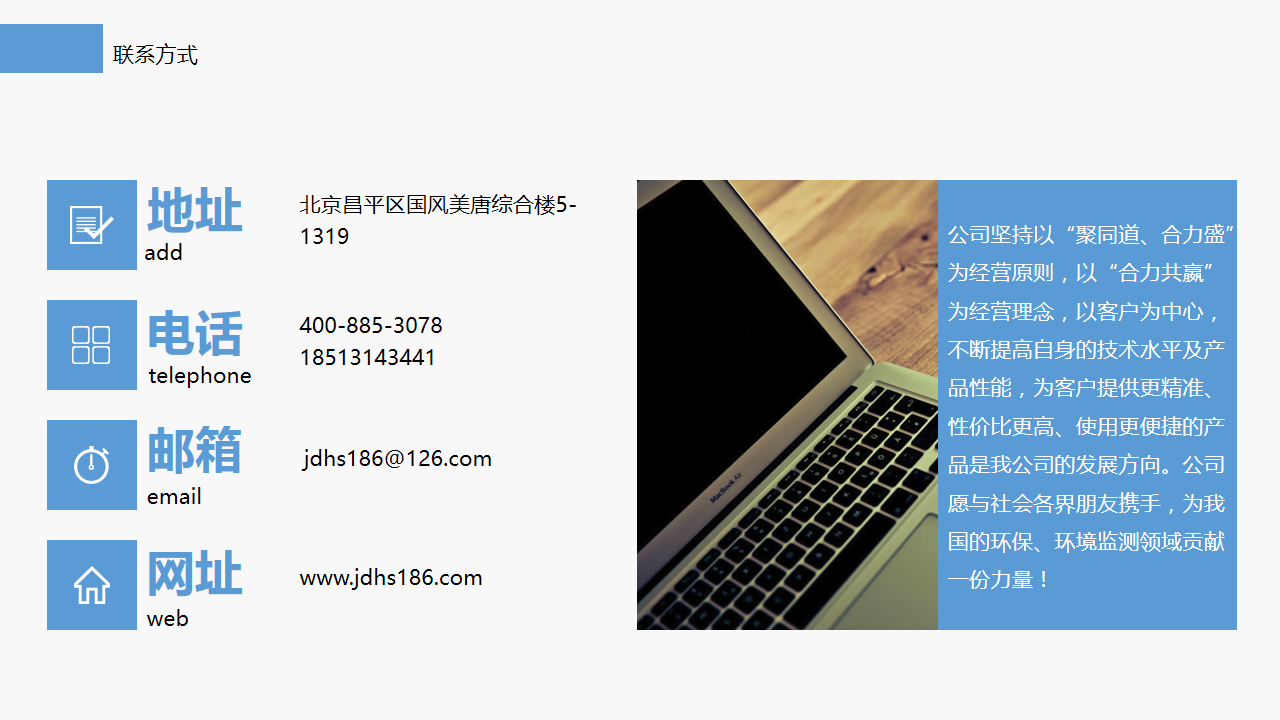 联系方式
地址
add
北京昌平区国风美唐综合楼5-
1319
电话
telephone
400-885-3078
18513143441
邮箱
email
jdhs186@126.com
网址
web
www.jdhs186.com
MacBook Air
公司坚持以“聚同道、合力盛”
为经营原则，以“合力共赢”
为经营理念，以客户为中心，
不断提高自身的技术水平及产
品性能，为客户提供更精准、
性价比更高、使用更便捷的产
品是我公司的发展方向。公司
愿与社会各界朋友携手，为我
国的环保、环境监测领域贡献
一份力量！